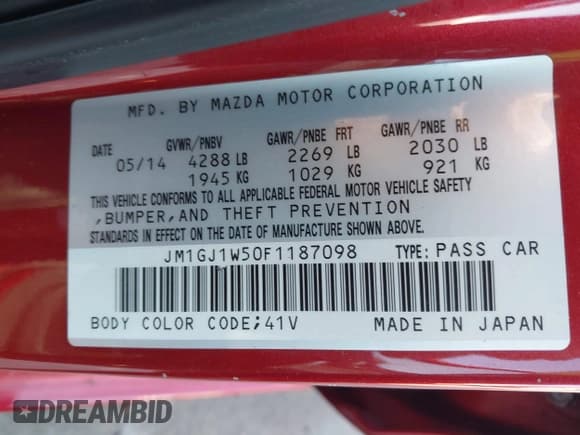 MFD. BY MAZDA MOTOR CORPORATION
DATE GVWR/PNBV GAWR/PNBE FRT GAWR/PNBE RR
05/14 4288 LB 2269 LB 2030 LB
1945 KG 1029 KG 921 KG
THIS VEHICLE CONFORMS TO ALL APPLICABLE FEDERAL MOTOR VEHICLE SAFETY
,BUMPER,AND THEFT PREVENTION
STANDARDS IN EFFECT ON THE DATE OF MANUFACTURE SHOWN ABOVE.
JM1GJ1W50F1187098 TYPE: PASS CAR
BODY COLOR CODE;41V MADE IN JAPAN
DREAMBID